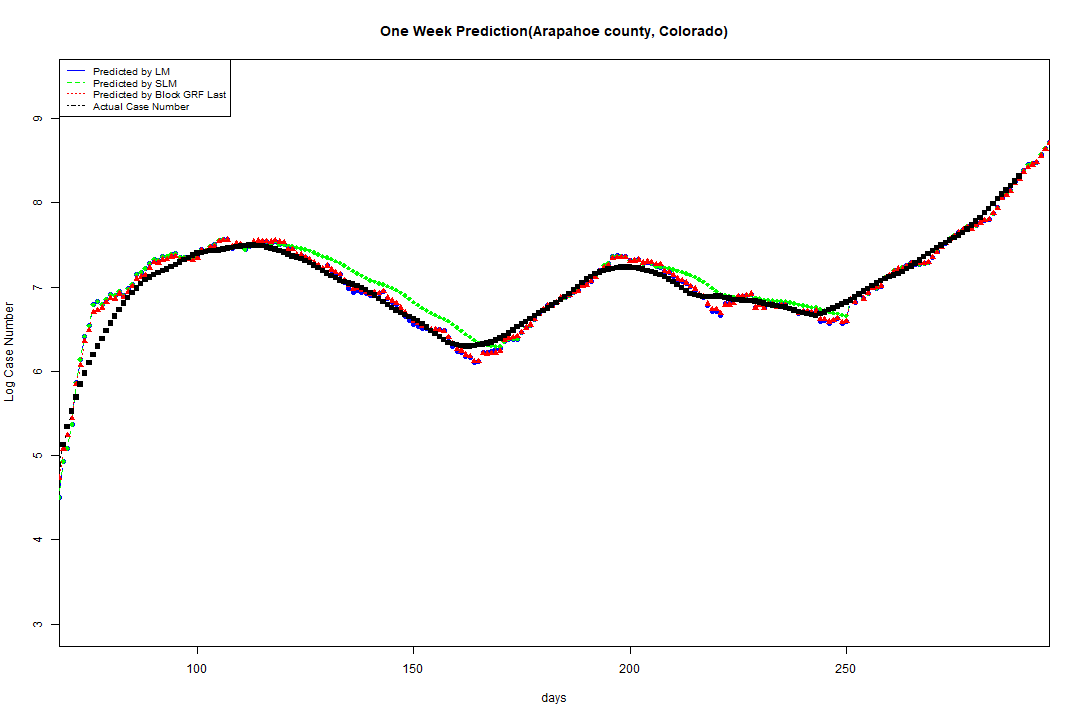 One Week Prediction(Arapahoe county, Colorado)
Predicted by LM
Predicted by SLM
Predicted by Block GRF Last
Actual Case Number
9
8
7
6
5
4
3
Log Case Number
100 150 200 250
days